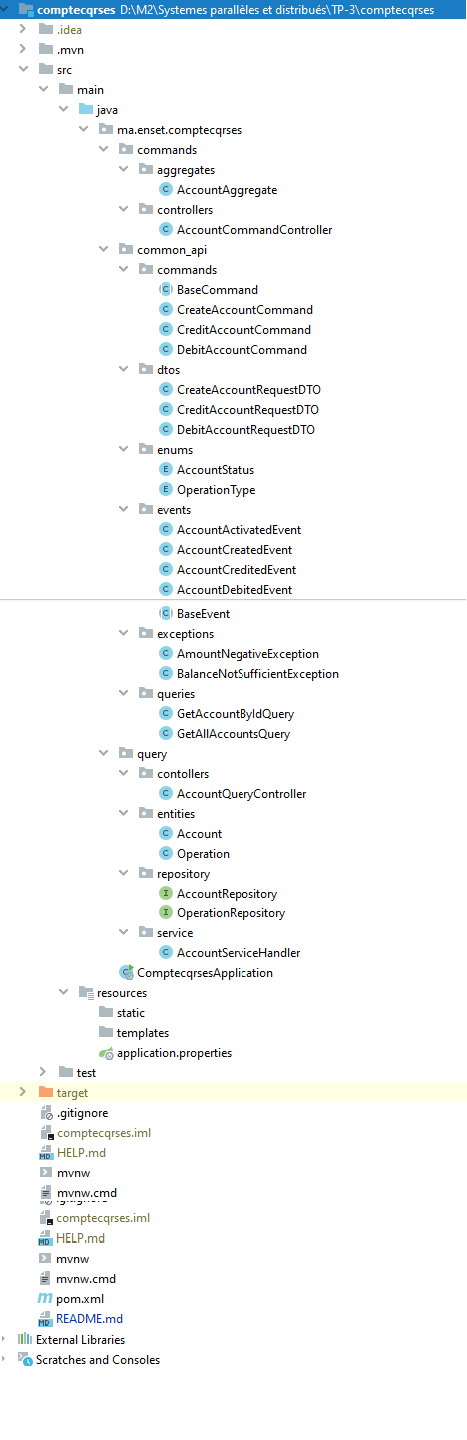 comptecqrses D:\M2\Systemes parallèles et distribués\TP-3\comptecqrses
.idea
.mvn
src
main
java
ma.enset.comptecqrses
commands
aggregates
C AccountAggregate
controllers
C AccountCommandController
common_api
commands
C BaseCommand
C CreateAccountCommand
C CreditAccountCommand
C DebitAccountCommand
dtos
C CreateAccountRequestDTO
C CreditAccountRequestDTO
C DebitAccountRequestDTO
enums
E AccountStatus
E OperationType
events
C AccountActivatedEvent
C AccountCreatedEvent
C AccountCreditedEvent
C AccountDebitedEvent
C BaseEvent
exceptions
C AmountNegativeException
C BalanceNotSufficientException
queries
C GetAccountByIdQuery
C GetAllAccountsQuery
query
contollers
C AccountQueryController
entities
C Account
C Operation
repository
I AccountRepository
I OperationRepository
service
C AccountServiceHandler
C ComptecqrsesApplication
resources
static
templates
application.properties
test
target
.gitignore
comptecqrses.iml
MD HELP.md
mvnw
mvnw.cmd
.gitignore
comptecqrses.iml
MD HELP.md
mvnw
mvnw.cmd
m pom.xml
MD README.md
External Libraries
Scratches and Consoles